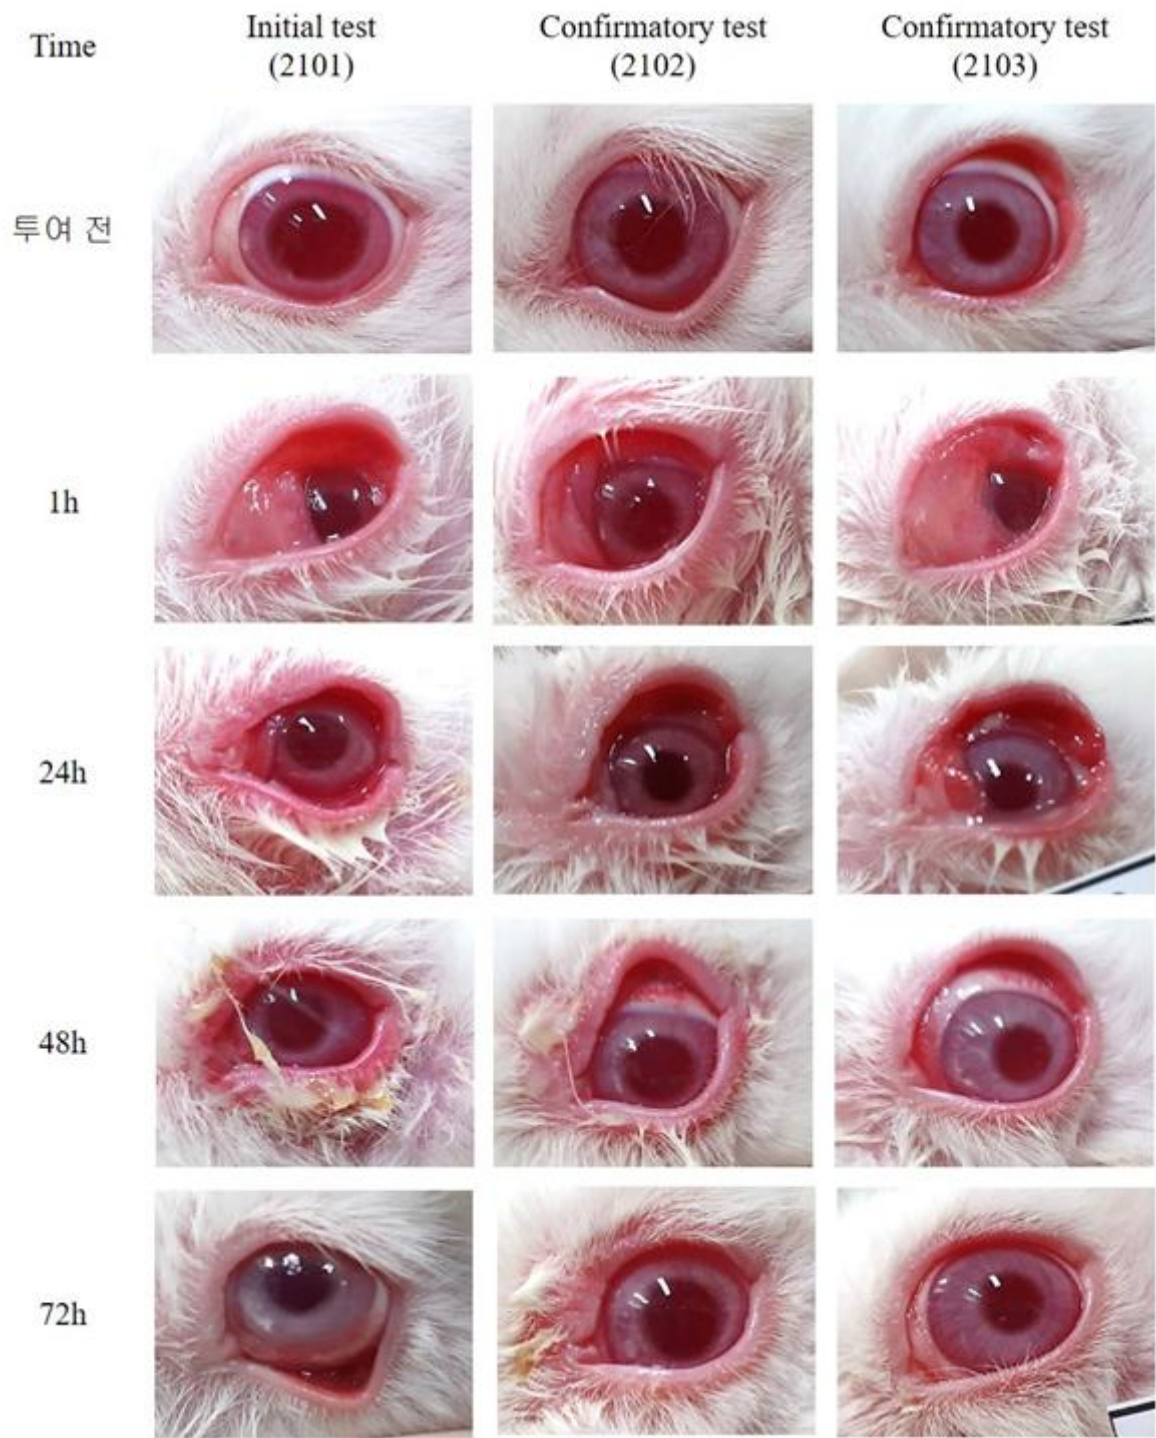 Time
Initial test
(2101)
Confirmatory test
(2102)
Confirmatory test
(2103)
투여 전
1h
24h
48h
72h